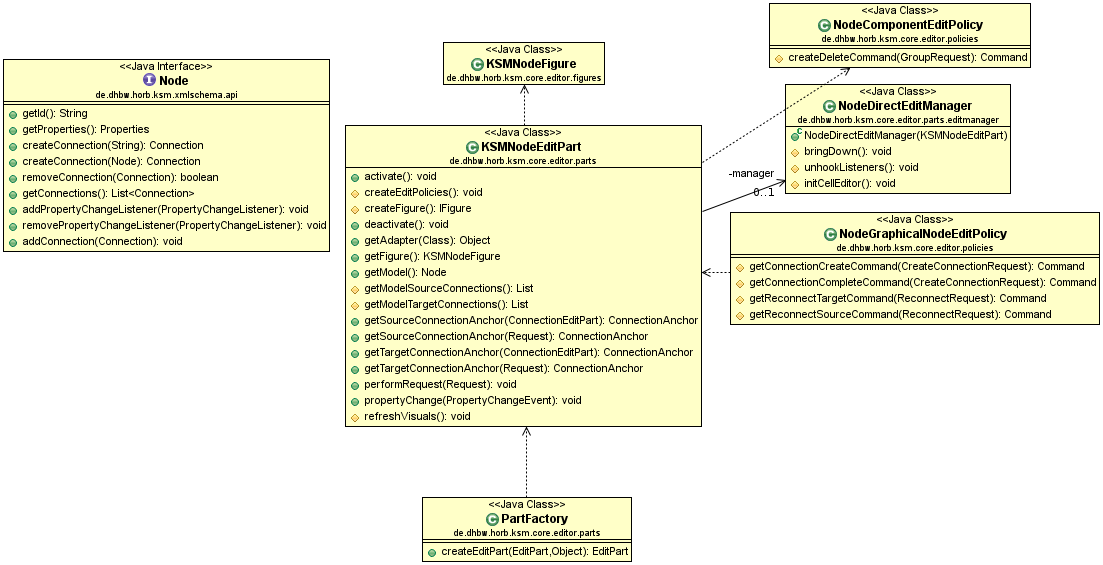 <<Java Interface>>
I Node
de.dhbw.horb.ksm.xmlschema.api
getId(): String
getProperties(): Properties
createConnection(String): Connection
createConnection(Node): Connection
removeConnection(Connection): boolean
getConnections(): List<Connection>
addPropertyChangeListener(PropertyChangeListener): void
removePropertyChangeListener(PropertyChangeListener): void
addConnection(Connection): void
<<Java Class>>
C KSMNodeFigure
de.dhbw.horb.ksm.core.editor.figures
<<Java Class>>
C KSMNodeEditPart
de.dhbw.horb.ksm.core.editor.parts
activate(): void
createEditPolicies(): void
createFigure(): IFigure
deactivate(): void
getAdapter(Class): Object
getFigure(): KSMNodeFigure
getModel(): Node
getModelSourceConnections(): List
getModelTargetConnections(): List
getSourceConnectionAnchor(ConnectionEditPart): ConnectionAnchor
getSourceConnectionAnchor(Request): ConnectionAnchor
getTargetConnectionAnchor(ConnectionEditPart): ConnectionAnchor
getTargetConnectionAnchor(Request): ConnectionAnchor
performRequest(Request): void
propertyChange(PropertyChangeEvent): void
refreshVisuals(): void
<<Java Class>>
C NodeComponentEditPolicy
de.dhbw.horb.ksm.core.editor.policies
createDeleteCommand(GroupRequest): Command
<<Java Class>>
C NodeDirectEditManager
de.dhbw.horb.ksm.core.editor.parts.editmanager
C NodeDirectEditManager(KSMNodeEditPart)
bringDown(): void
unhookListeners(): void
initCellEditor(): void
-manager
0..1
<<Java Class>>
C NodeGraphicalNodeEditPolicy
de.dhbw.horb.ksm.core.editor.policies
getConnectionCreateCommand(CreateConnectionRequest): Command
getConnectionCompleteCommand(CreateConnectionRequest): Command
getReconnectTargetCommand(ReconnectRequest): Command
getReconnectSourceCommand(ReconnectRequest): Command
<<Java Class>>
C PartFactory
de.dhbw.horb.ksm.core.editor.parts
createEditPart(EditPart,Object): EditPart